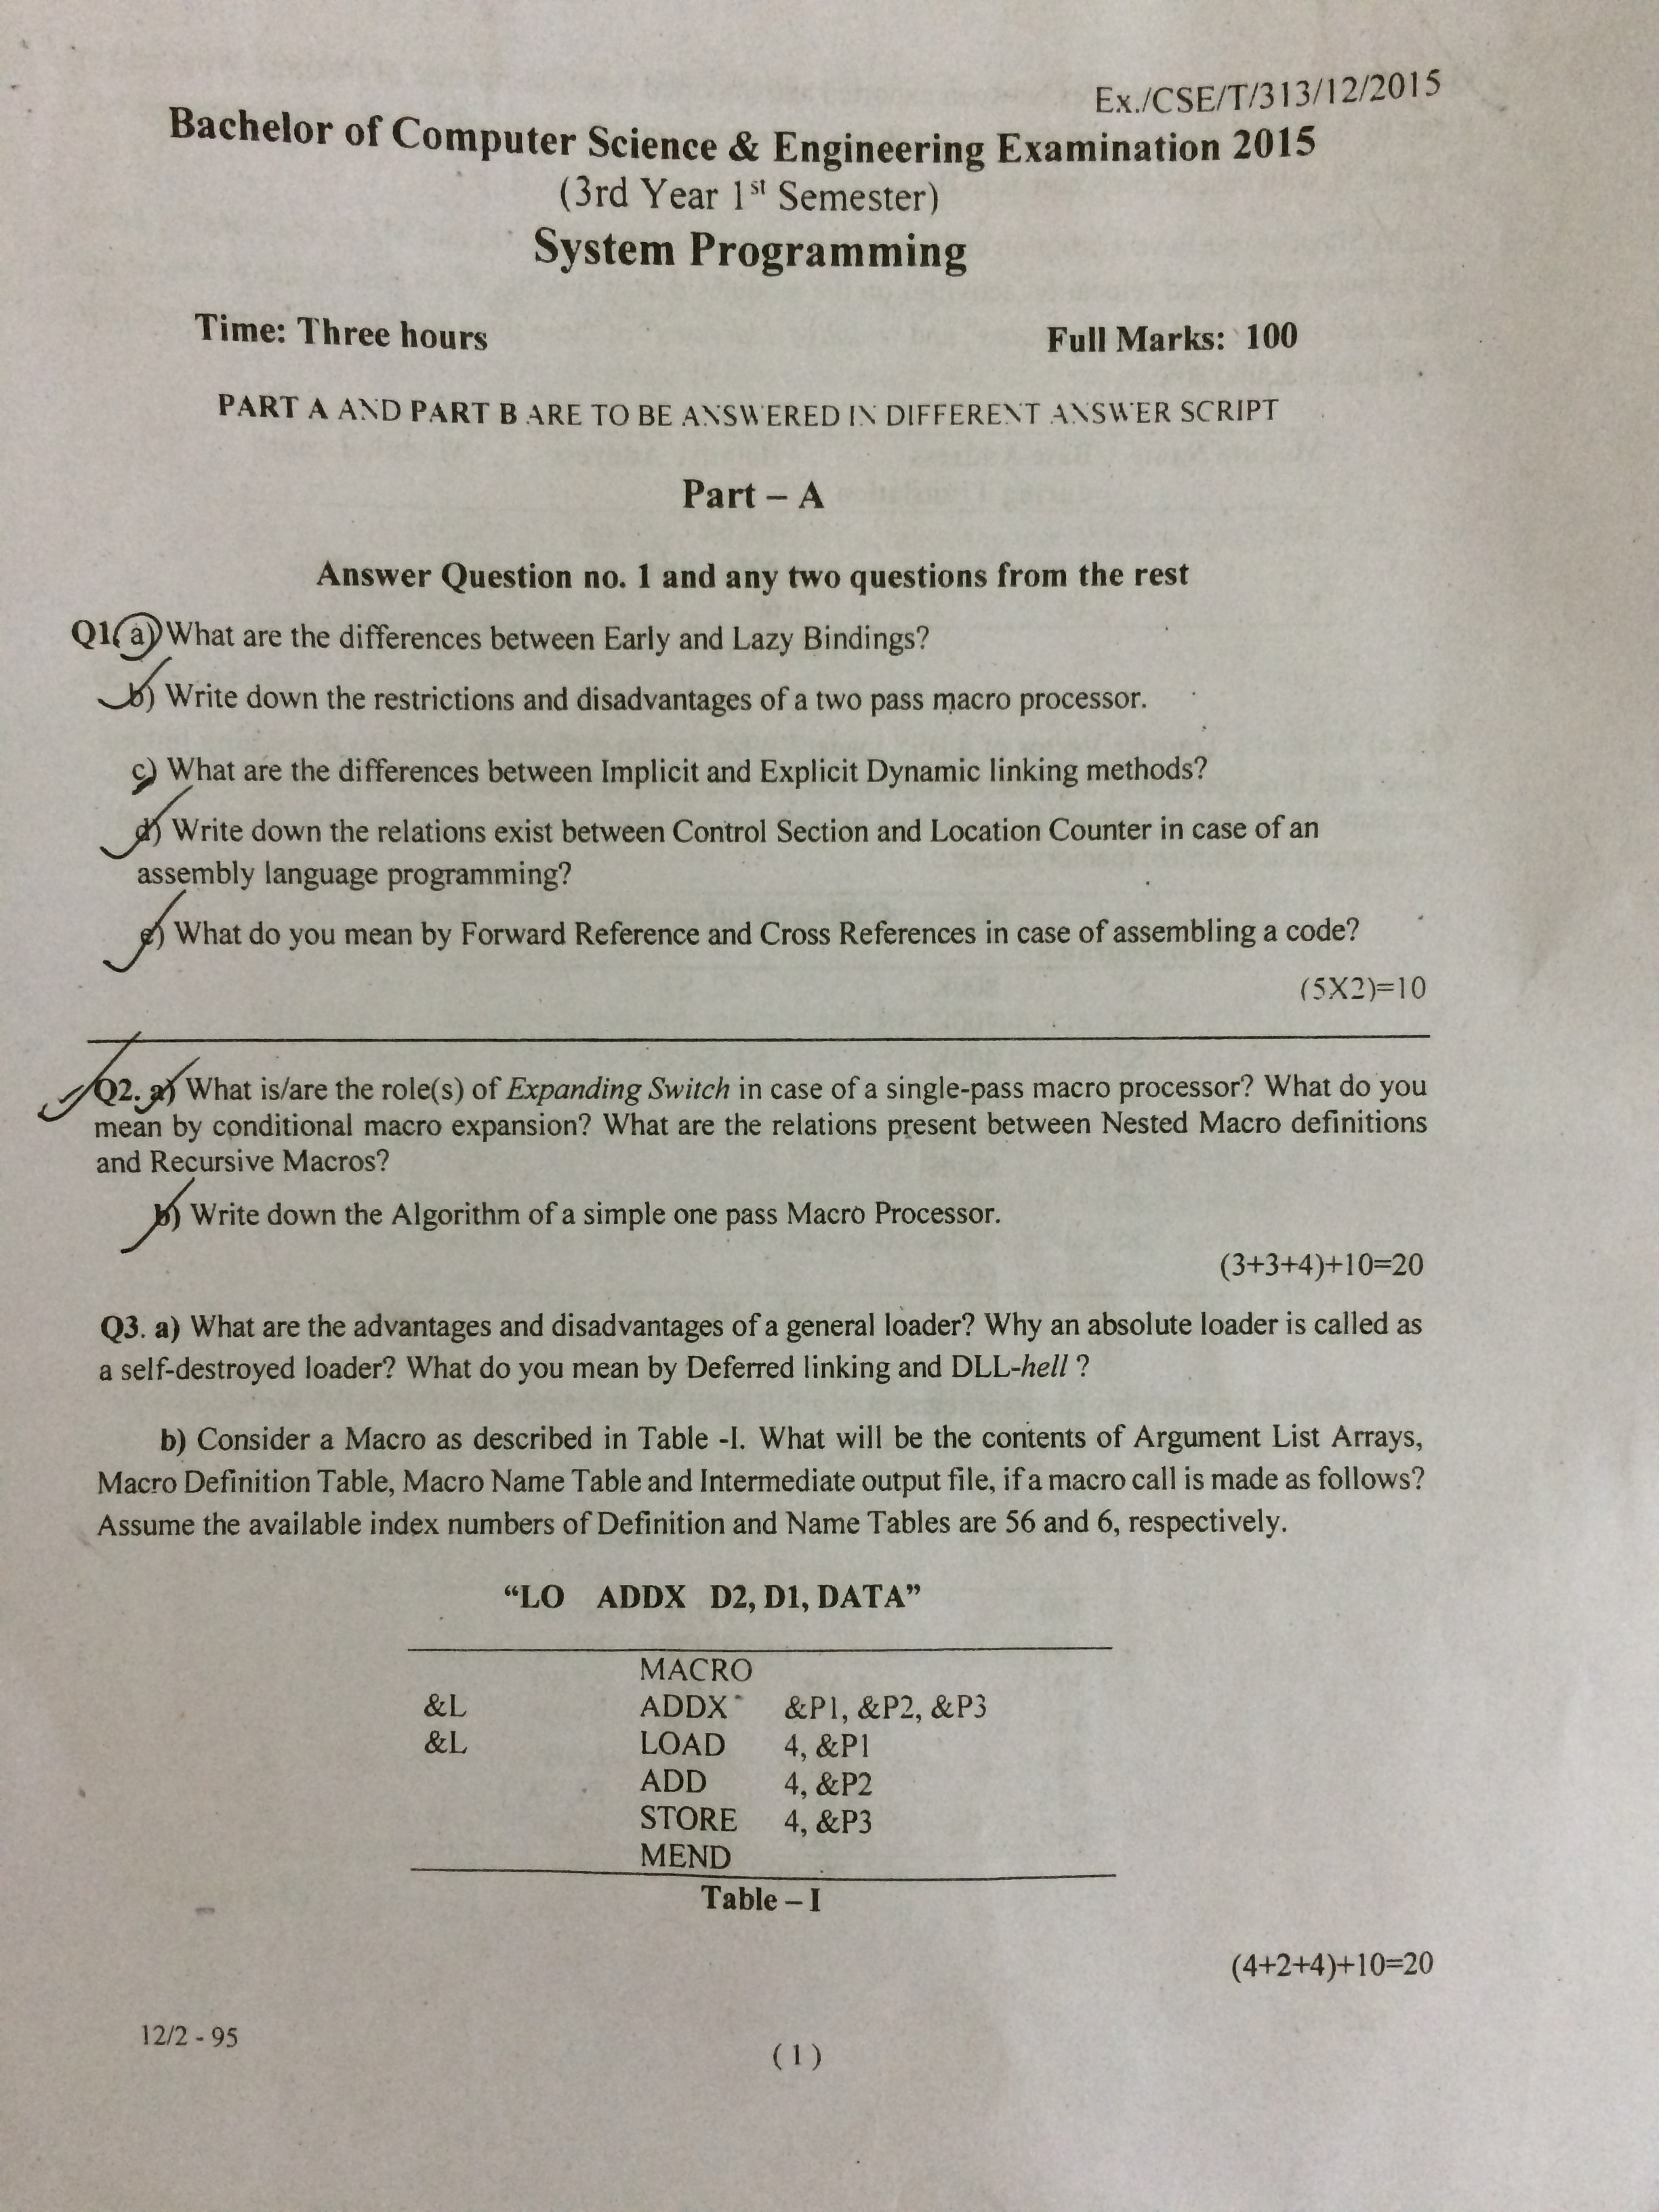 Ex./CSE/T/313/12/2015
Bachelor of Computer Science & Engineering Examination 2015
(3rd Year 1st Semester)
System Programming
Time: Three hours Full Marks: 100
PART A AND PART B ARE TO BE ANSWERED IN DIFFERENT ANSWER SCRIPT
Part – A
Answer Question no. 1 and any two questions from the rest
Q1(a) What are the differences between Early and Lazy Bindings?
b) Write down the restrictions and disadvantages of a two pass macro processor.
c) What are the differences between Implicit and Explicit Dynamic linking methods?
d) Write down the relations exist between Control Section and Location Counter in case of an
assembly language programming?
e) What do you mean by Forward Reference and Cross References in case of assembling a code?
(5X2)=10
Q2. a) What is/are the role(s) of Expanding Switch in case of a single-pass macro processor? What do you
mean by conditional macro expansion? What are the relations present between Nested Macro definitions
and Recursive Macros?
b) Write down the Algorithm of a simple one pass Macro Processor.
(3+3+4)+10=20
Q3. a) What are the advantages and disadvantages of a general loader? Why an absolute loader is called as
a self-destroyed loader? What do you mean by Deferred linking and DLL-hell ?
b) Consider a Macro as described in Table -I. What will be the contents of Argument List Arrays,
Macro Definition Table, Macro Name Table and Intermediate output file, if a macro call is made as follows?
Assume the available index numbers of Definition and Name Tables are 56 and 6, respectively.
“LO ADDX D2, D1, DATA”
MACRO
&L ADDX &P1, &P2, &P3
&L LOAD 4, &P1
ADD 4, &P2
STORE 4, &P3
MEND
Table – I
(4+2+4)+10=20
12/2 - 95
( 1 )